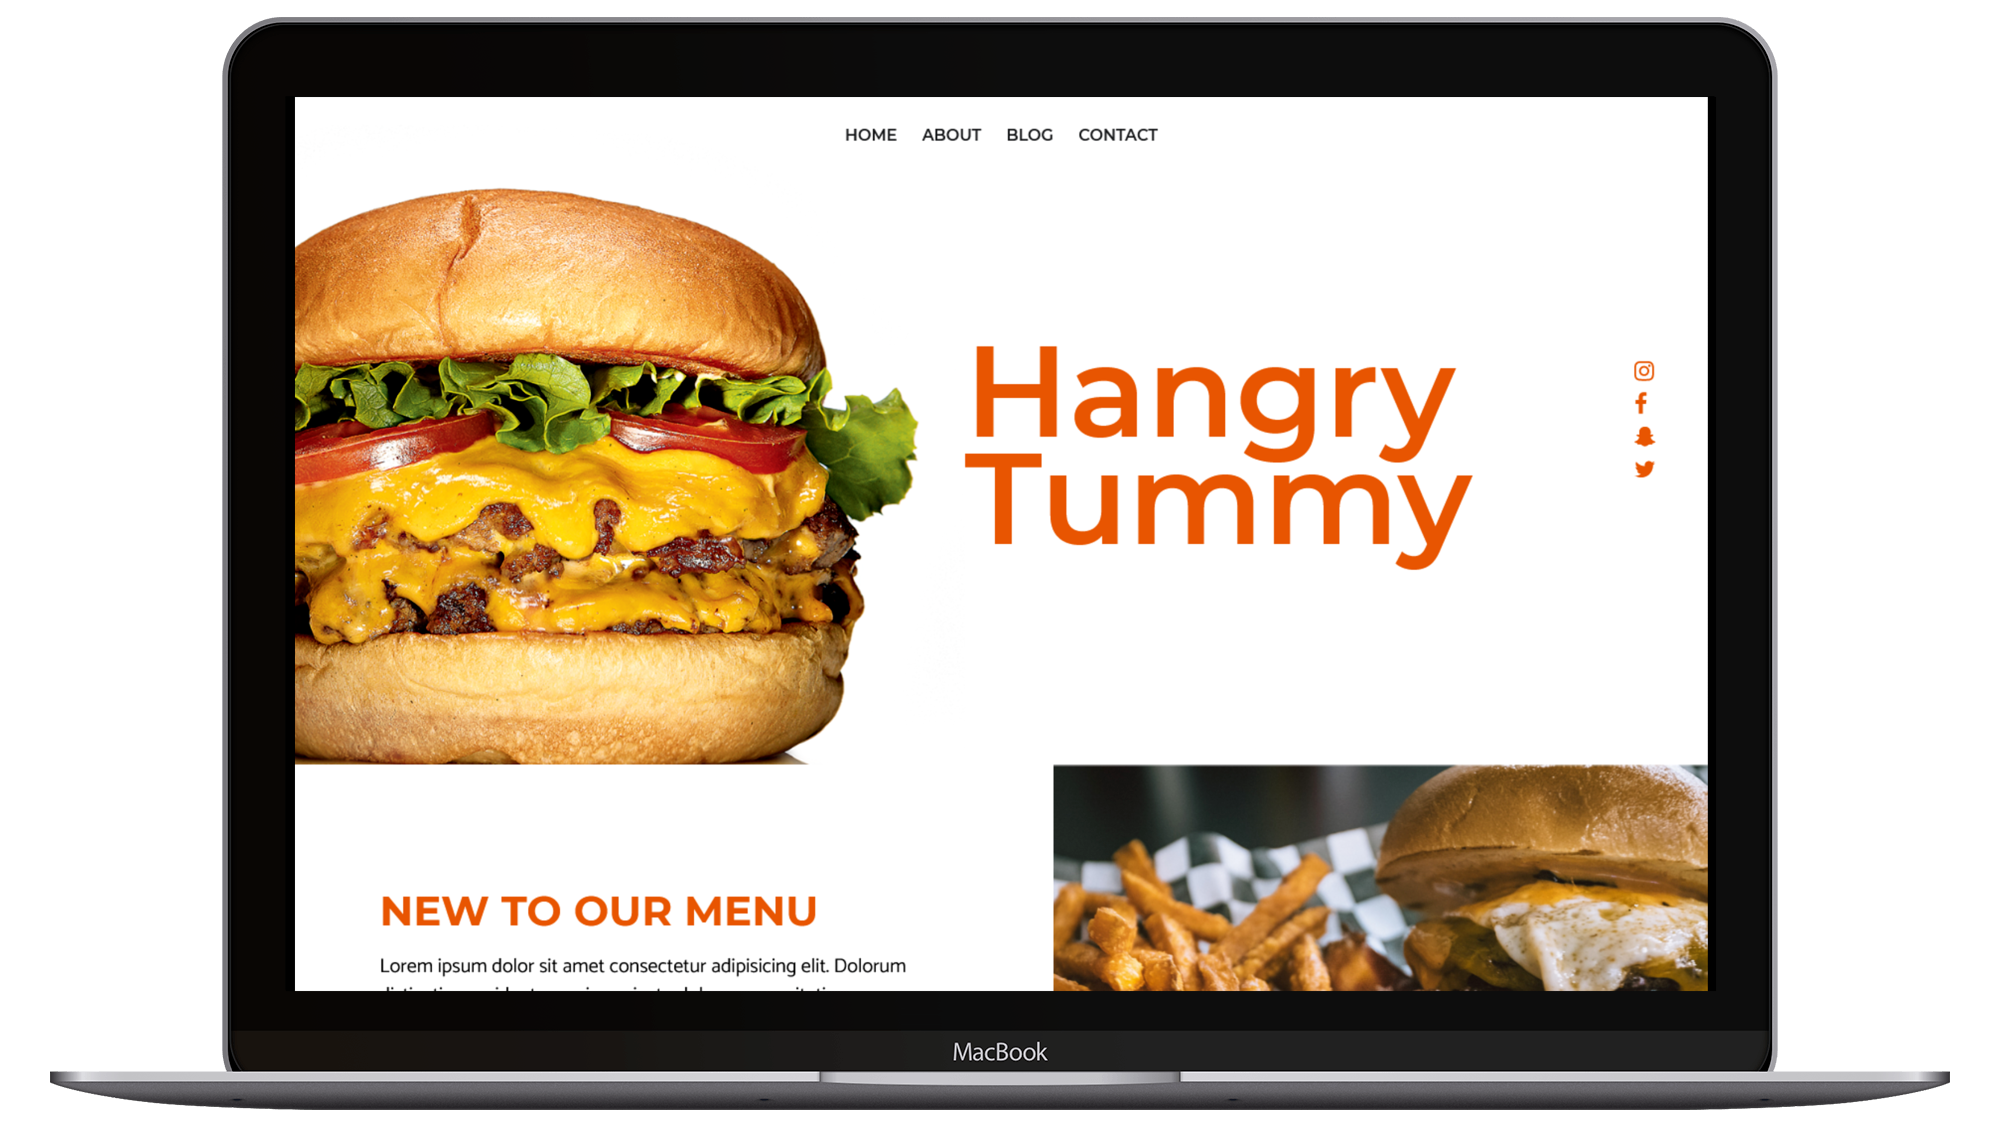 HOME ABOUT BLOG CONTACT
Hangry
Tummy
NEW TO OUR MENU
Lorem ipsum dolor sit amet consectetur adipisicing elit. Dolorum
MacBook